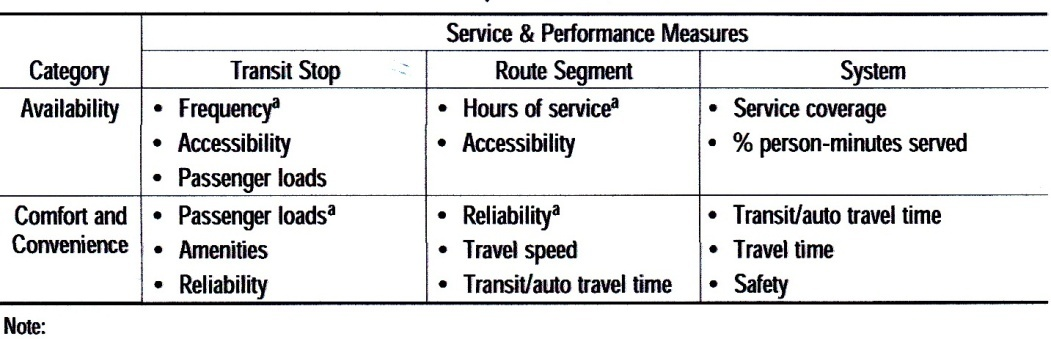 Service & Performance Measures
Category Transit Stop Route Segment System
Availability • Frequencyᵃ • Hours of serviceᵃ • Service coverage
• Accessibility • Accessibility • % person-minutes served
• Passenger loads
Comfort and • Passenger loadsᵃ • Reliabilityᵃ • Transit/auto travel time
Convenience • Amenities • Travel speed • Travel time
• Reliability • Transit/auto travel time • Safety
Note: